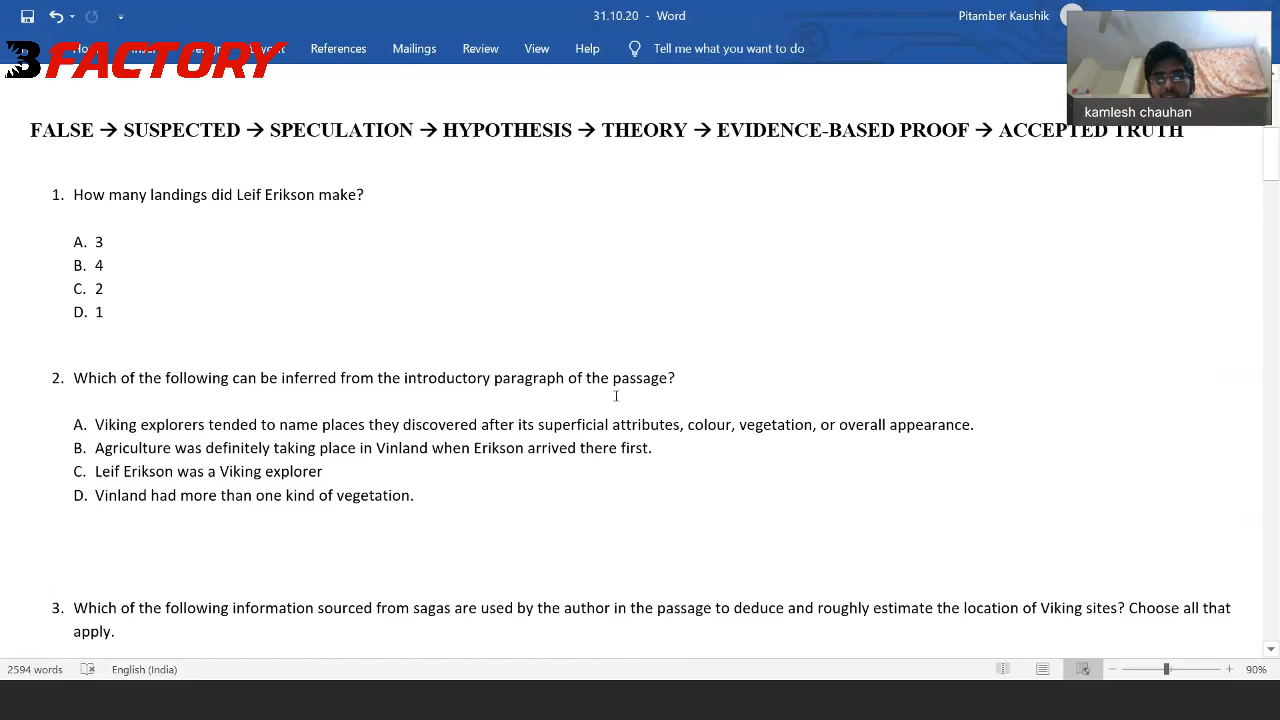 31.10.20 - Word
Pitamber Kaushik
References Mailings Review View Help Tell me what you want to do
3FACTORY
kamlesh chauhan
FALSE → SUSPECTED → SPECULATION → HYPOTHESIS → THEORY → EVIDENCE-BASED PROOF → ACCEPTED TRUTH
1. How many landings did Leif Erikson make?
A. 3
B. 4
C. 2
D. 1
2. Which of the following can be inferred from the introductory paragraph of the passage?
A. Viking explorers tended to name places they discovered after its superficial attributes, colour, vegetation, or overall appearance.
B. Agriculture was definitely taking place in Vinland when Erikson arrived there first.
C. Leif Erikson was a Viking explorer
D. Vinland had more than one kind of vegetation.
3. Which of the following information sourced from sagas are used by the author in the passage to deduce and roughly estimate the location of Viking sites? Choose all that
apply.
2594 words English (India) 90%